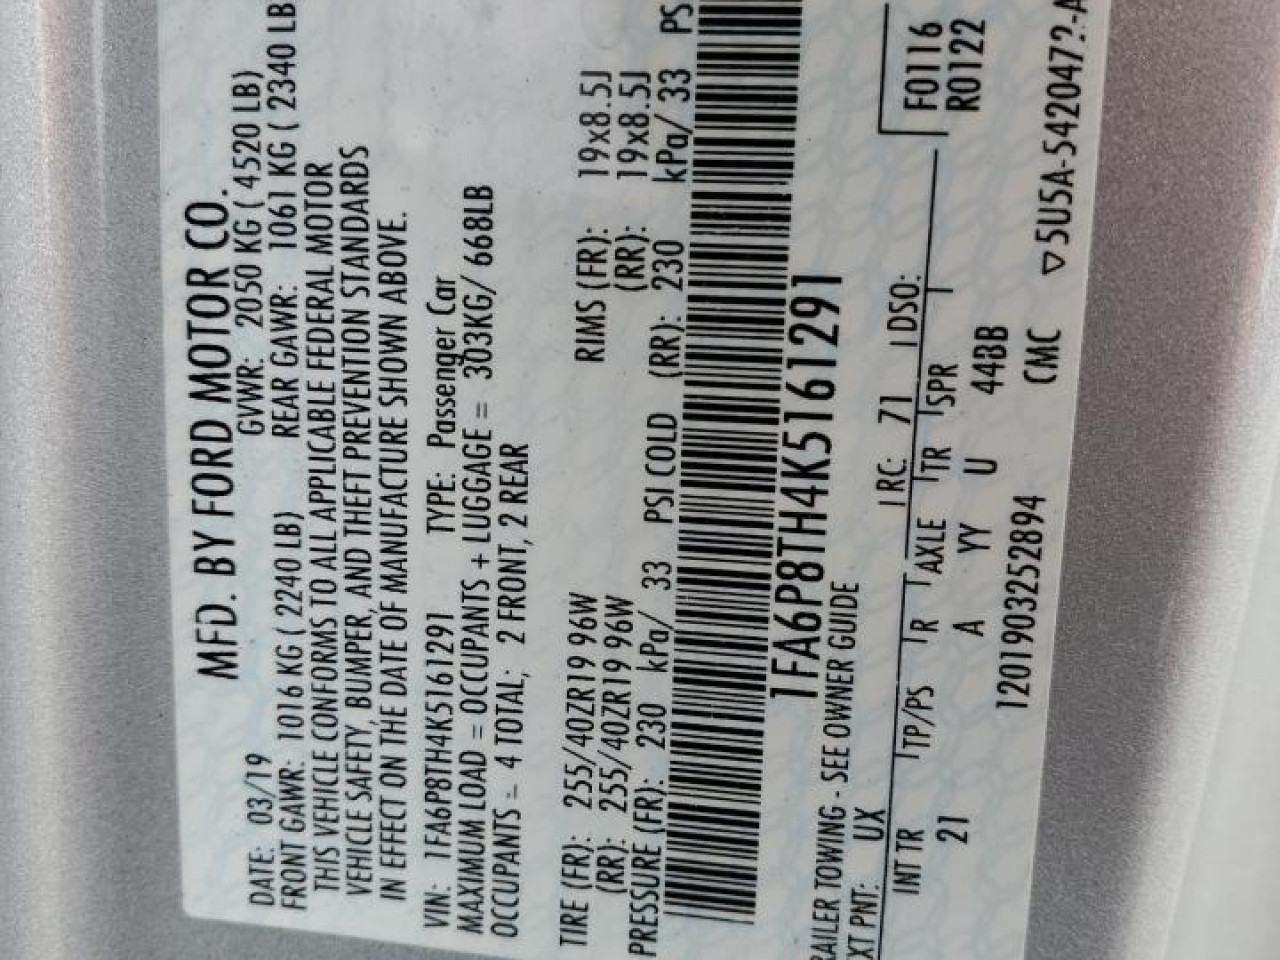 MFD. BY FORD MOTOR CO.
DATE: 03/19 GVWR: 2050 KG ( 4520 LB)
FRONT GAWR: 1016 KG ( 2240 LB) REAR GAWR: 1061 KG ( 2340 LB
THIS VEHICLE CONFORMS TO ALL APPLICABLE FEDERAL MOTOR
VEHICLE SAFETY, BUMPER, AND THEFT PREVENTION STANDARDS
IN EFFECT ON THE DATE OF MANUFACTURE SHOWN ABOVE.
VIN: 1FA6P8TH4K5161291 TYPE: Passenger Car
MAXIMUM LOAD = OCCUPANTS + LUGGAGE = 303KG/ 668LB
OCCUPANTS = 4 TOTAL; 2 FRONT, 2 REAR
TIRE (FR): 255/40ZR19 96W RIMS (FR): 19x8.5J
(RR): 255/40ZR19 96W (RR): 19x8.5J
PRESSURE (FR): 230 kPa/ 33 PSI COLD (RR): 230 kPa/ 33 PS
1FA6P8TH4K5161291
RAILER TOWING - SEE OWNER GUIDE
XT PNT: UX RC: 71 DSO:
F0116
INT TR TP/PS R AXLE TR SPR
R0122
21 A YY U 44BB
1201903252894 CMC ▽5U5A-5420472-A